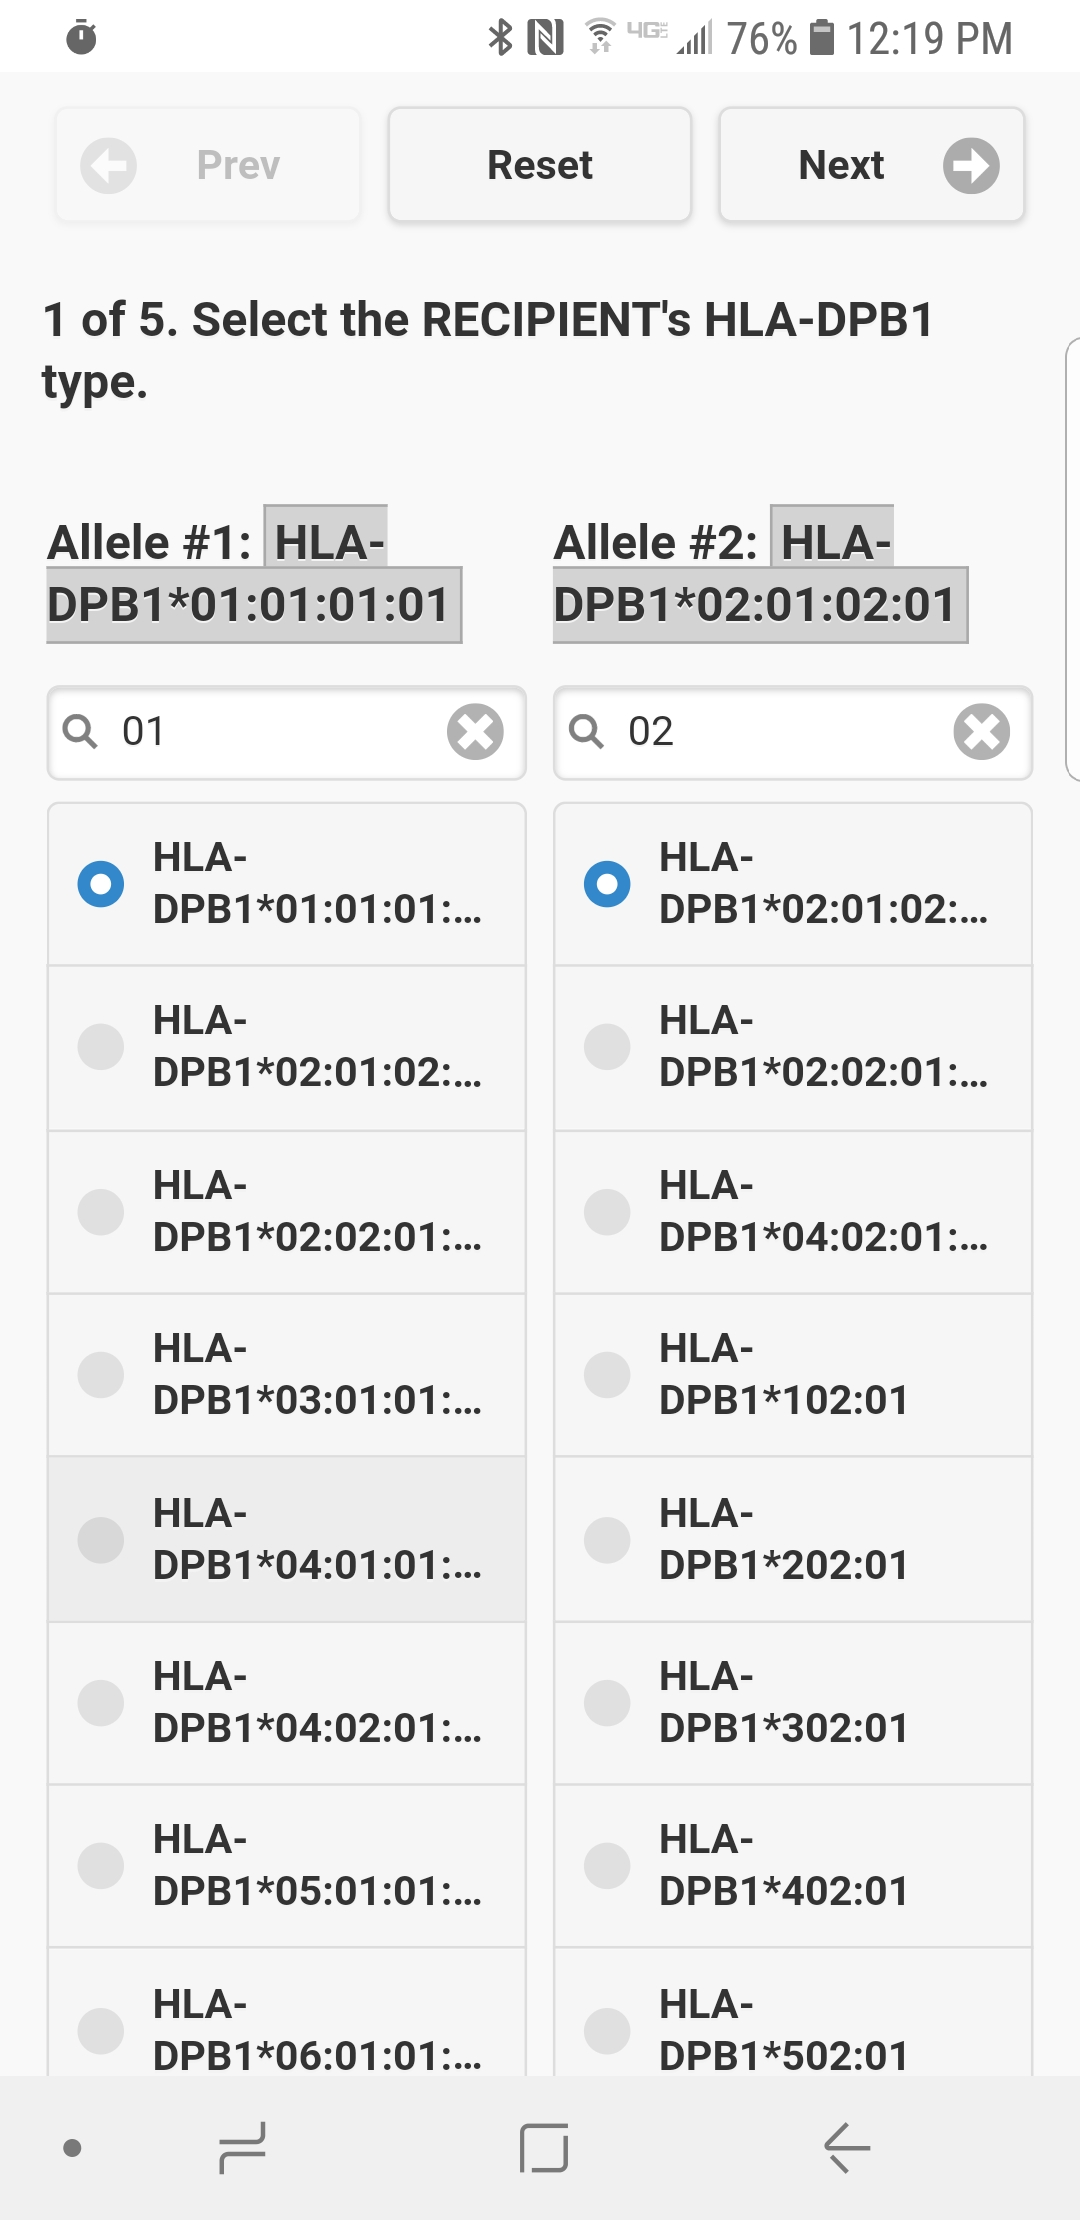 4G LTE 76% 12:19 PM
Prev
Reset
Next
1 of 5. Select the RECIPIENT's HLA-DPB1
type.
Allele #1: HLA-
DPB1*01:01:01:01
Allele #2: HLA-
DPB1*02:01:02:01
01
02
HLA-
DPB1*01:01:01:...
HLA-
DPB1*02:01:02:...
HLA-
DPB1*02:02:01:...
HLA-
DPB1*03:01:01:...
HLA-
DPB1*04:01:01:...
HLA-
DPB1*04:02:01:...
HLA-
DPB1*05:01:01:...
HLA-
DPB1*06:01:01:...
HLA-
DPB1*02:01:02:...
HLA-
DPB1*02:02:01:...
HLA-
DPB1*04:02:01:...
HLA-
DPB1*102:01
HLA-
DPB1*202:01
HLA-
DPB1*302:01
HLA-
DPB1*402:01
HLA-
DPB1*502:01